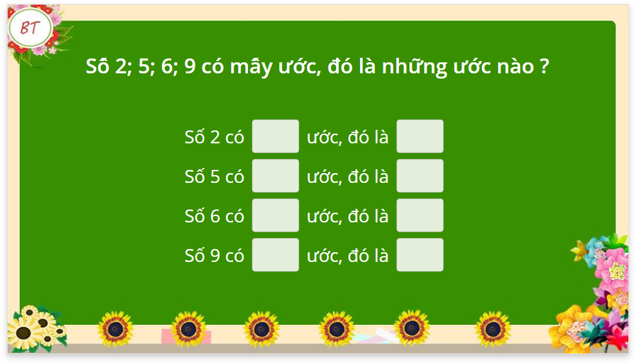 BT
Số 2; 5; 6; 9 có mấy ước, đó là những ước nào ?
Số 2 có ước, đó là
Số 5 có ước, đó là
Số 6 có ước, đó là
Số 9 có ước, đó là